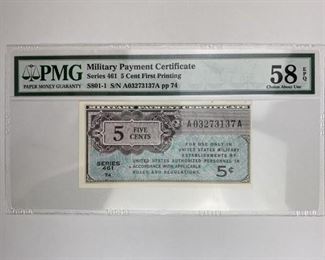 PMG
PAPER MONEY GUARANTY
Military Payment Certificate
Series 461 5 Cent First Printing
S801-1 S/N A03273137A pp 74
58 EPQ
Choice About Unc
5 FIVE CENTS
A03273137A
SERIES 461
74
FOR USE ONLY IN
UNITED STATES MILITARY
ESTABLISHMENTS BY
UNITED STATES AUTHORIZED PERSONNEL IN
ACCORDANCE WITH APPLICABLE
RULES AND REGULATIONS.
5¢